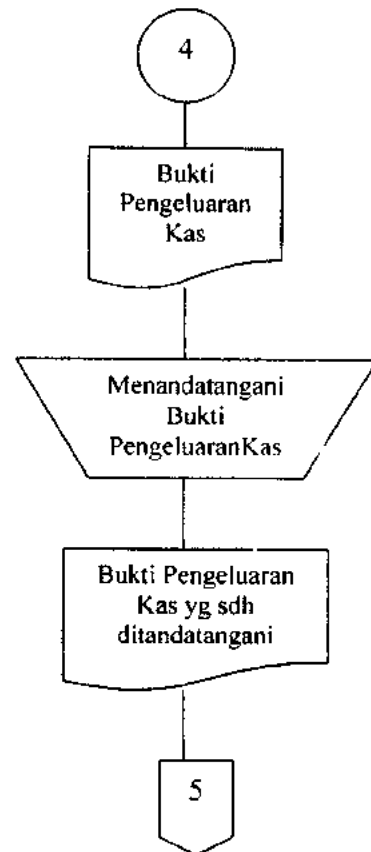 4
Bukti
Pengeluaran
Kas
Menandatangani
Bukti
PengeluaranKas
Bukti Pengeluaran
Kas yg sdh
ditandatangani
5